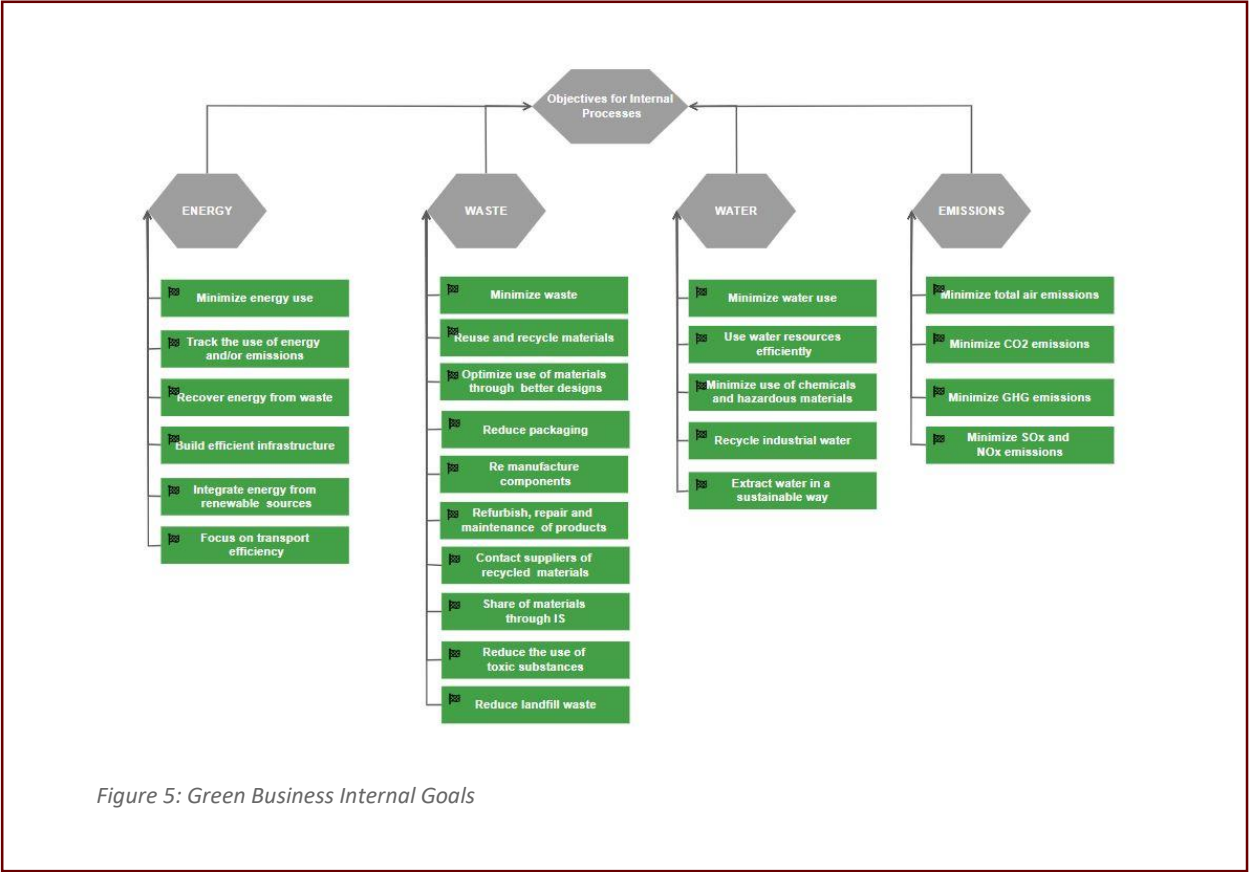 Objectives for Internal
Processes
ENERGY
WASTE
WATER
EMISSIONS
Minimize energy use
Track the use of energy
and/or emissions
Recover energy from waste
Build efficient infrastructure
Integrate energy from
renewable sources
Focus on transport
efficiency
Minimize waste
Reuse and recycle materials
Optimize use of materials
through better designs
Reduce packaging
Re manufacture
components
Refurbish, repair and
maintenance of products
Contact suppliers of
recycled materials
Share of materials
through IS
Reduce the use of
toxic substances
Reduce landfill waste
Minimize water use
Use water resources
efficiently
Minimize use of chemicals
and hazardous materials
Recycle industrial water
Extract water in a
sustainable way
Minimize total air emissions
Minimize CO2 emissions
Minimize GHG emissions
Minimize SOx and
NOx emissions
Figure 5: Green Business Internal Goals